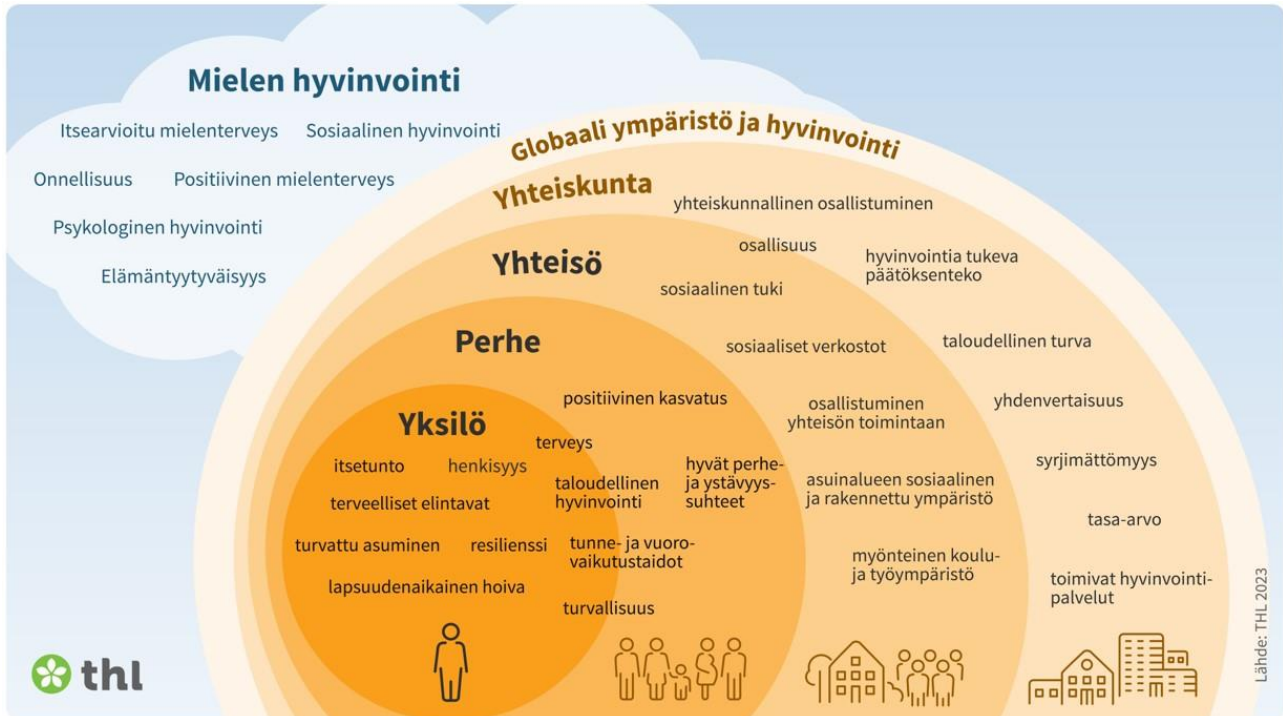 Mielen hyvinvointi
Itsearvioitu mielenterveys
Sosiaalinen hyvinvointi
Onnellisuus
Positiivinen mielenterveys
Psykologinen hyvinvointi
Elämäntyytyväisyys
Globaali ympäristö ja hyvinvointi
Yhteiskunta
yhteiskunnallinen osallistuminen
osallisuus
hyvinvointia tukeva
päätöksenteko
Yhteisö
sosiaalinen tuki
Perhe
sosiaaliset verkostot
taloudellinen turva
positiivinen kasvatus
osallistuminen
yhteisön toimintaan
yhdenvertaisuus
Yksilö
terveys
itsetunto
henkisyys
hyvät perhe-
ja ystävyys-
suhteet
syrjimättömyys
taloudellinen
hyvinvointi
asuinalueen sosiaalinen
ja rakennettu ympäristö
terveelliset elintavat
tasa-arvo
turvattu asuminen
resilienssi
tunne- ja vuoro-
vaikutustaidot
myönteinen koulu-
ja työympäristö
lapsuudenaikainen hoiva
toimivat hyvinvointi-
palvelut
turvallisuus
thl
Lähde: THL 2023